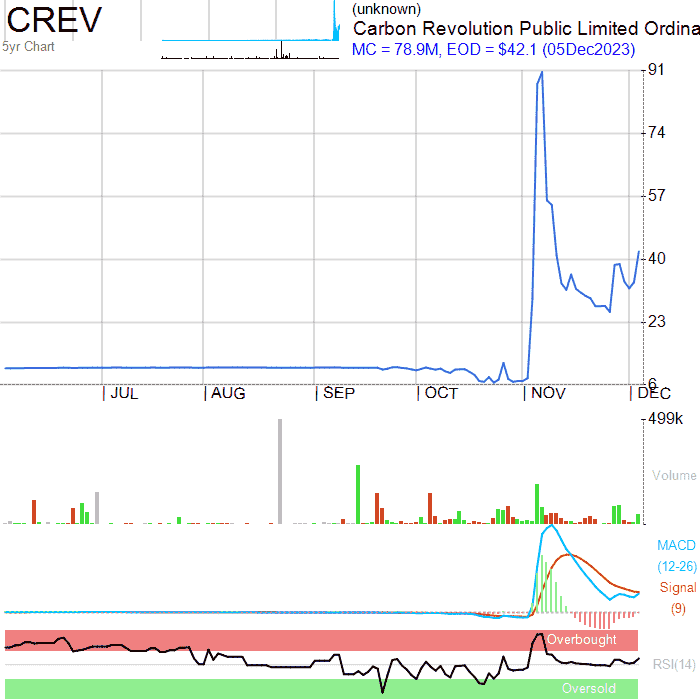 CREV
5yr Chart
(unknown)
Carbon Revolution Public Limited Ordina
MC = 78.9M, EOD = $42.1 (05Dec2023)
91
74
57
40
23
6
JUL AUG SEP OCT NOV DEC
499k
Volume
MACD
(12-26)
Signal
(9)
Overbought
RSI(14)
Oversold